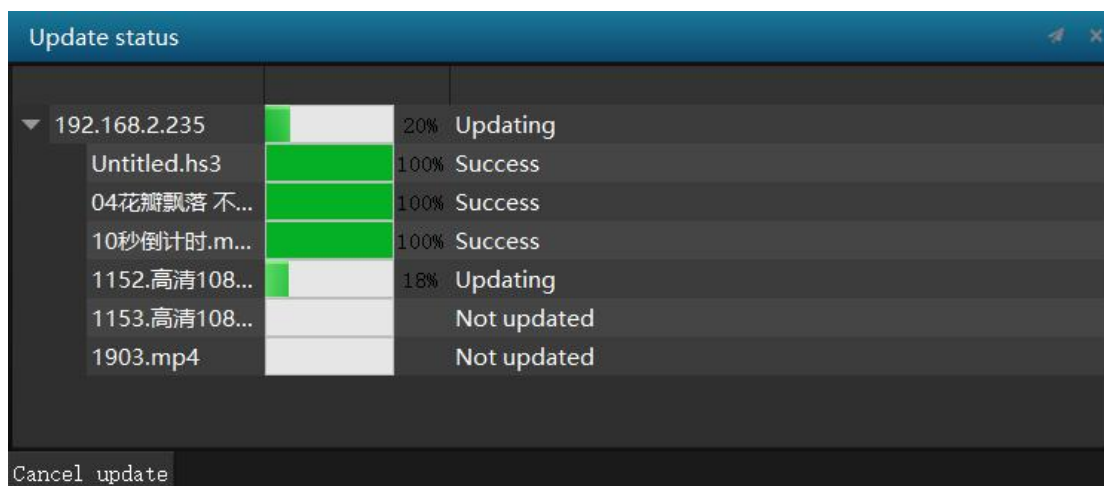 Update status
192.168.2.235 20% Updating
Untitled.hs3 100% Success
04花瓣飘落 不... 100% Success
10秒倒计时.m... 100% Success
1152.高清108... 18% Updating
1153.高清108... Not updated
1903.mp4 Not updated
Cancel update